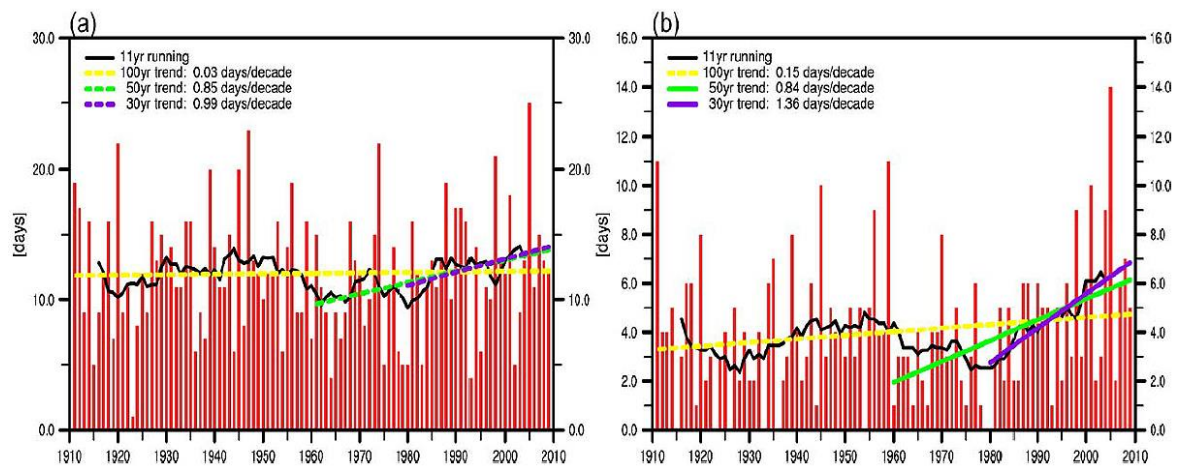 (a)
30.0
20.0
10.0
0.0
[days]
11yr running
100yr trend: 0.03 days/decade
50yr trend: 0.85 days/decade
30yr trend: 0.99 days/decade
30.0
20.0
10.0
0.0
1910 1920 1930 1940 1950 1960 1970 1980 1990 2000 2010
(b)
16.0
14.0
12.0
10.0
8.0
6.0
4.0
2.0
0.0
[days]
11yr running
100yr trend: 0.15 days/decade
50yr trend: 0.84 days/decade
30yr trend: 1.36 days/decade
16.0
14.0
12.0
10.0
8.0
6.0
4.0
2.0
0.0
1910 1920 1930 1940 1950 1960 1970 1980 1990 2000 2010